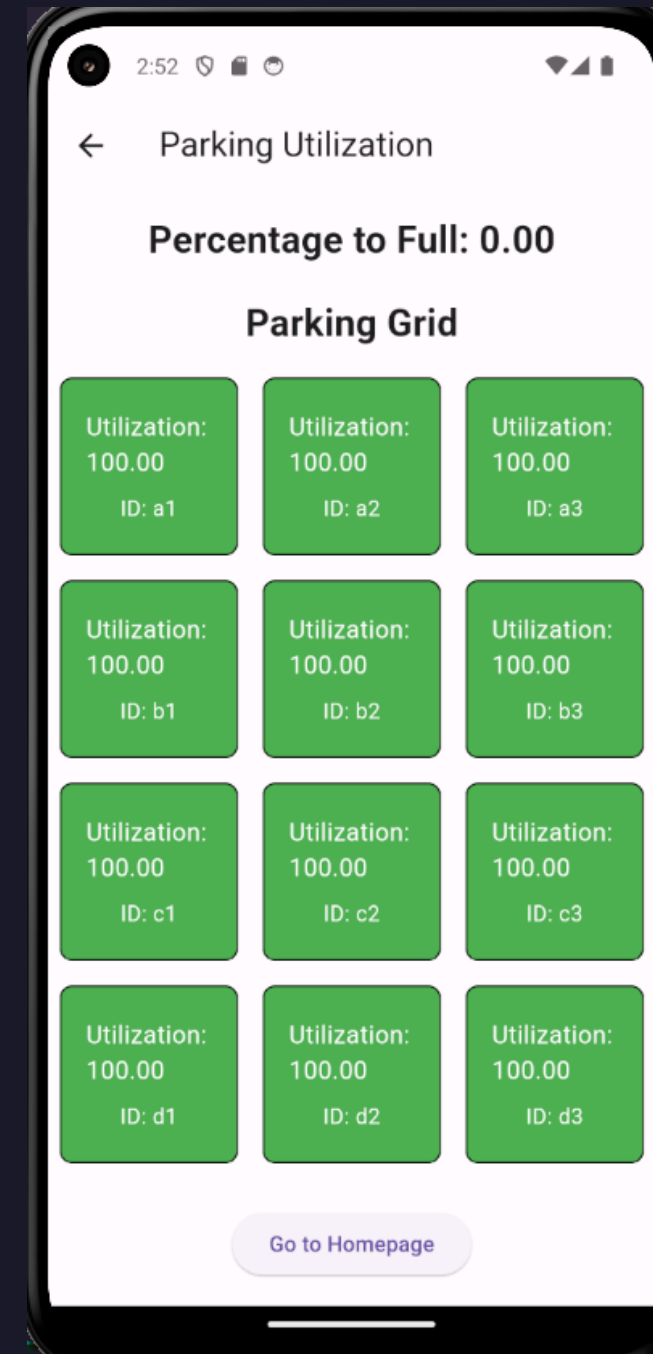 2:52
Parking Utilization
Percentage to Full: 0.00
Parking Grid
Utilization: Utilization: Utilization:
100.00 100.00 100.00
ID: a1 ID: a2 ID: a3
Utilization: Utilization: Utilization:
100.00 100.00 100.00
ID: b1 ID: b2 ID: b3
Utilization: Utilization: Utilization:
100.00 100.00 100.00
ID: c1 ID: c2 ID: c3
Utilization: Utilization: Utilization:
100.00 100.00 100.00
ID: d1 ID: d2 ID: d3
Go to Homepage